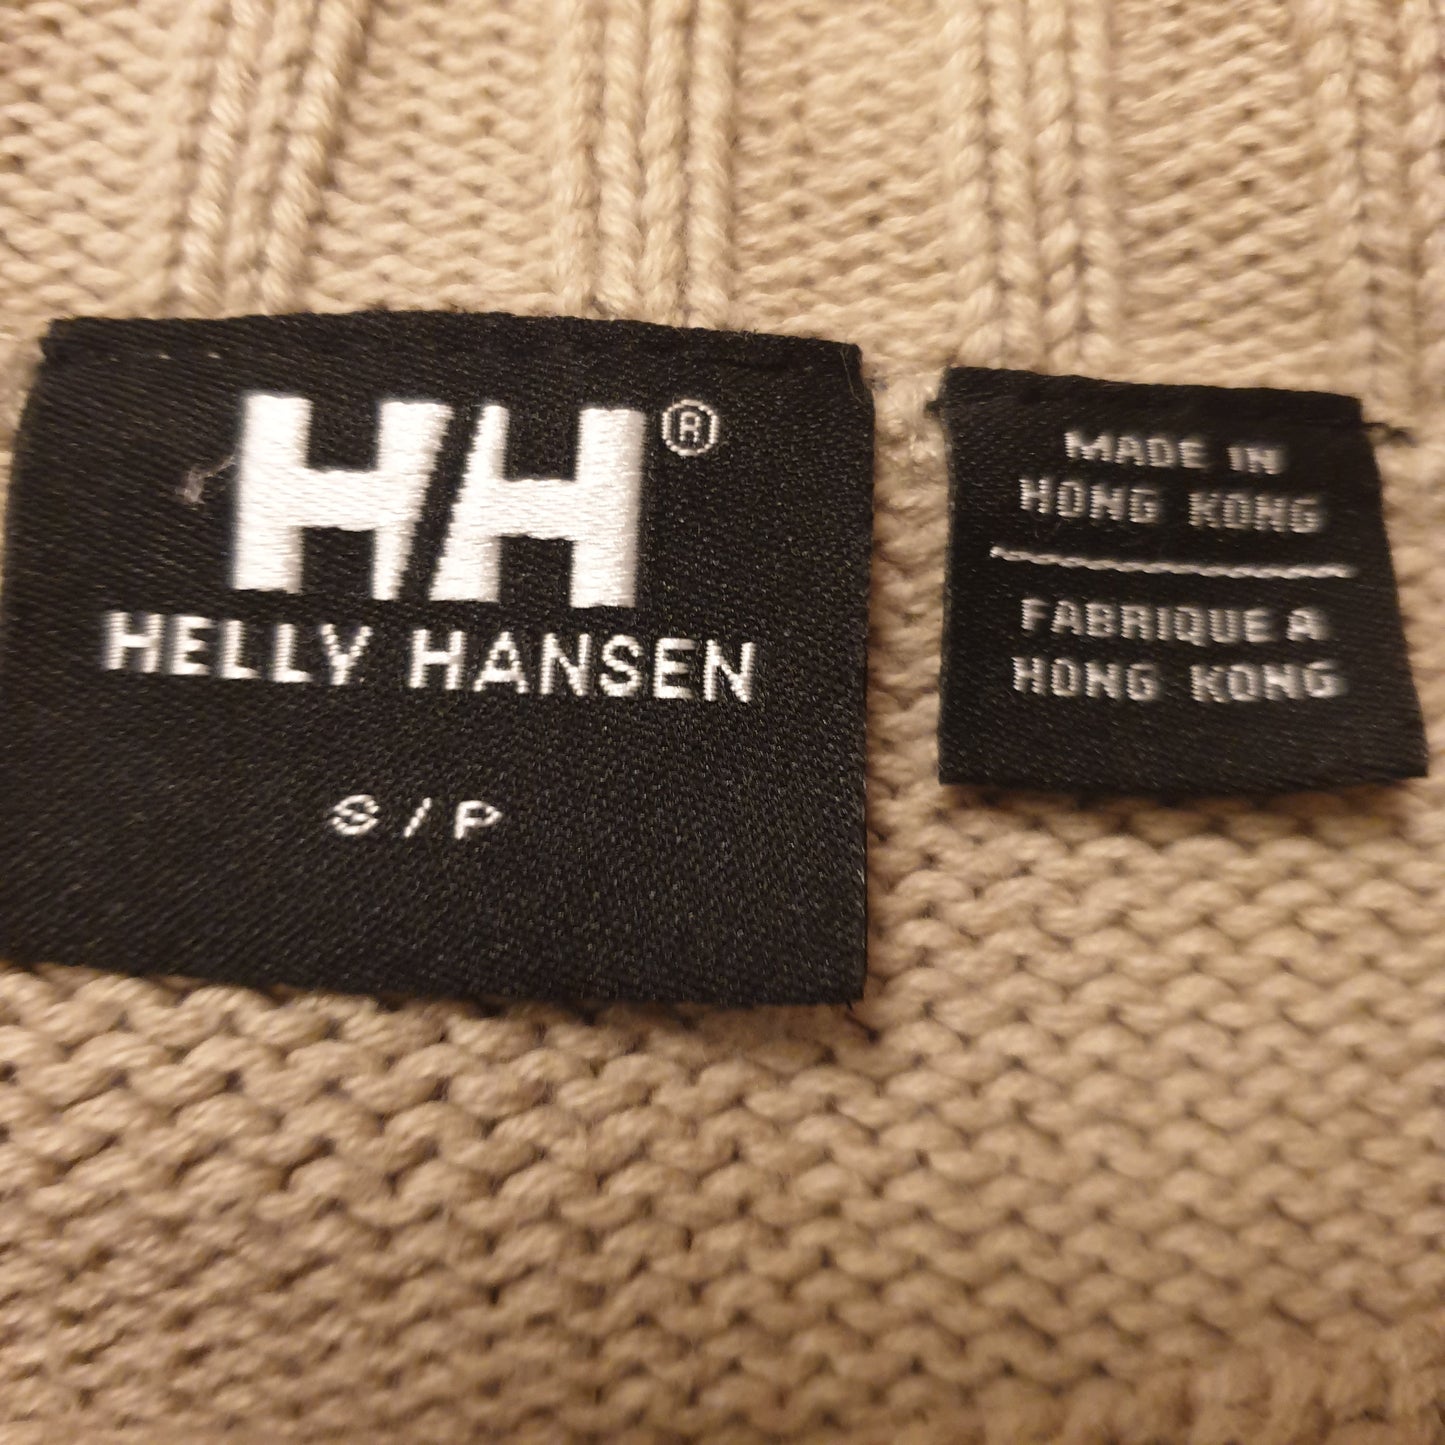 HH®
HELLY HANSEN
S/P
MADE IN
HONG KONG
FABRIQUE A
HONG KONG